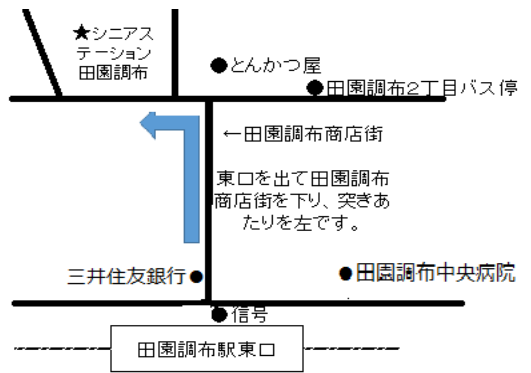 ★シニアス
テーション
田園調布
●とんかつ屋
●田園調布2丁目バス停
←田園調布商店街
東口を出て田園調布
商店街を下り、突きあ
たりを左です。
三井住友銀行●
●田園調布中央病院
●信号
田園調布駅東口